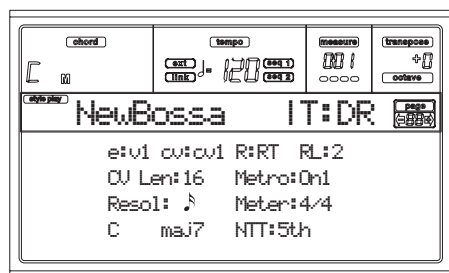 chord tempo measure transpose
C M ext link ♩= 120 seq 1 seq 2 001 +0 octave
style play NewBossa IT:DR page
e:v1 cv:cv1 R:RT RL:2
CV Len:16 Metro:On1
Resol: ♪ Meter:4/4
C maj7 NTT:5th